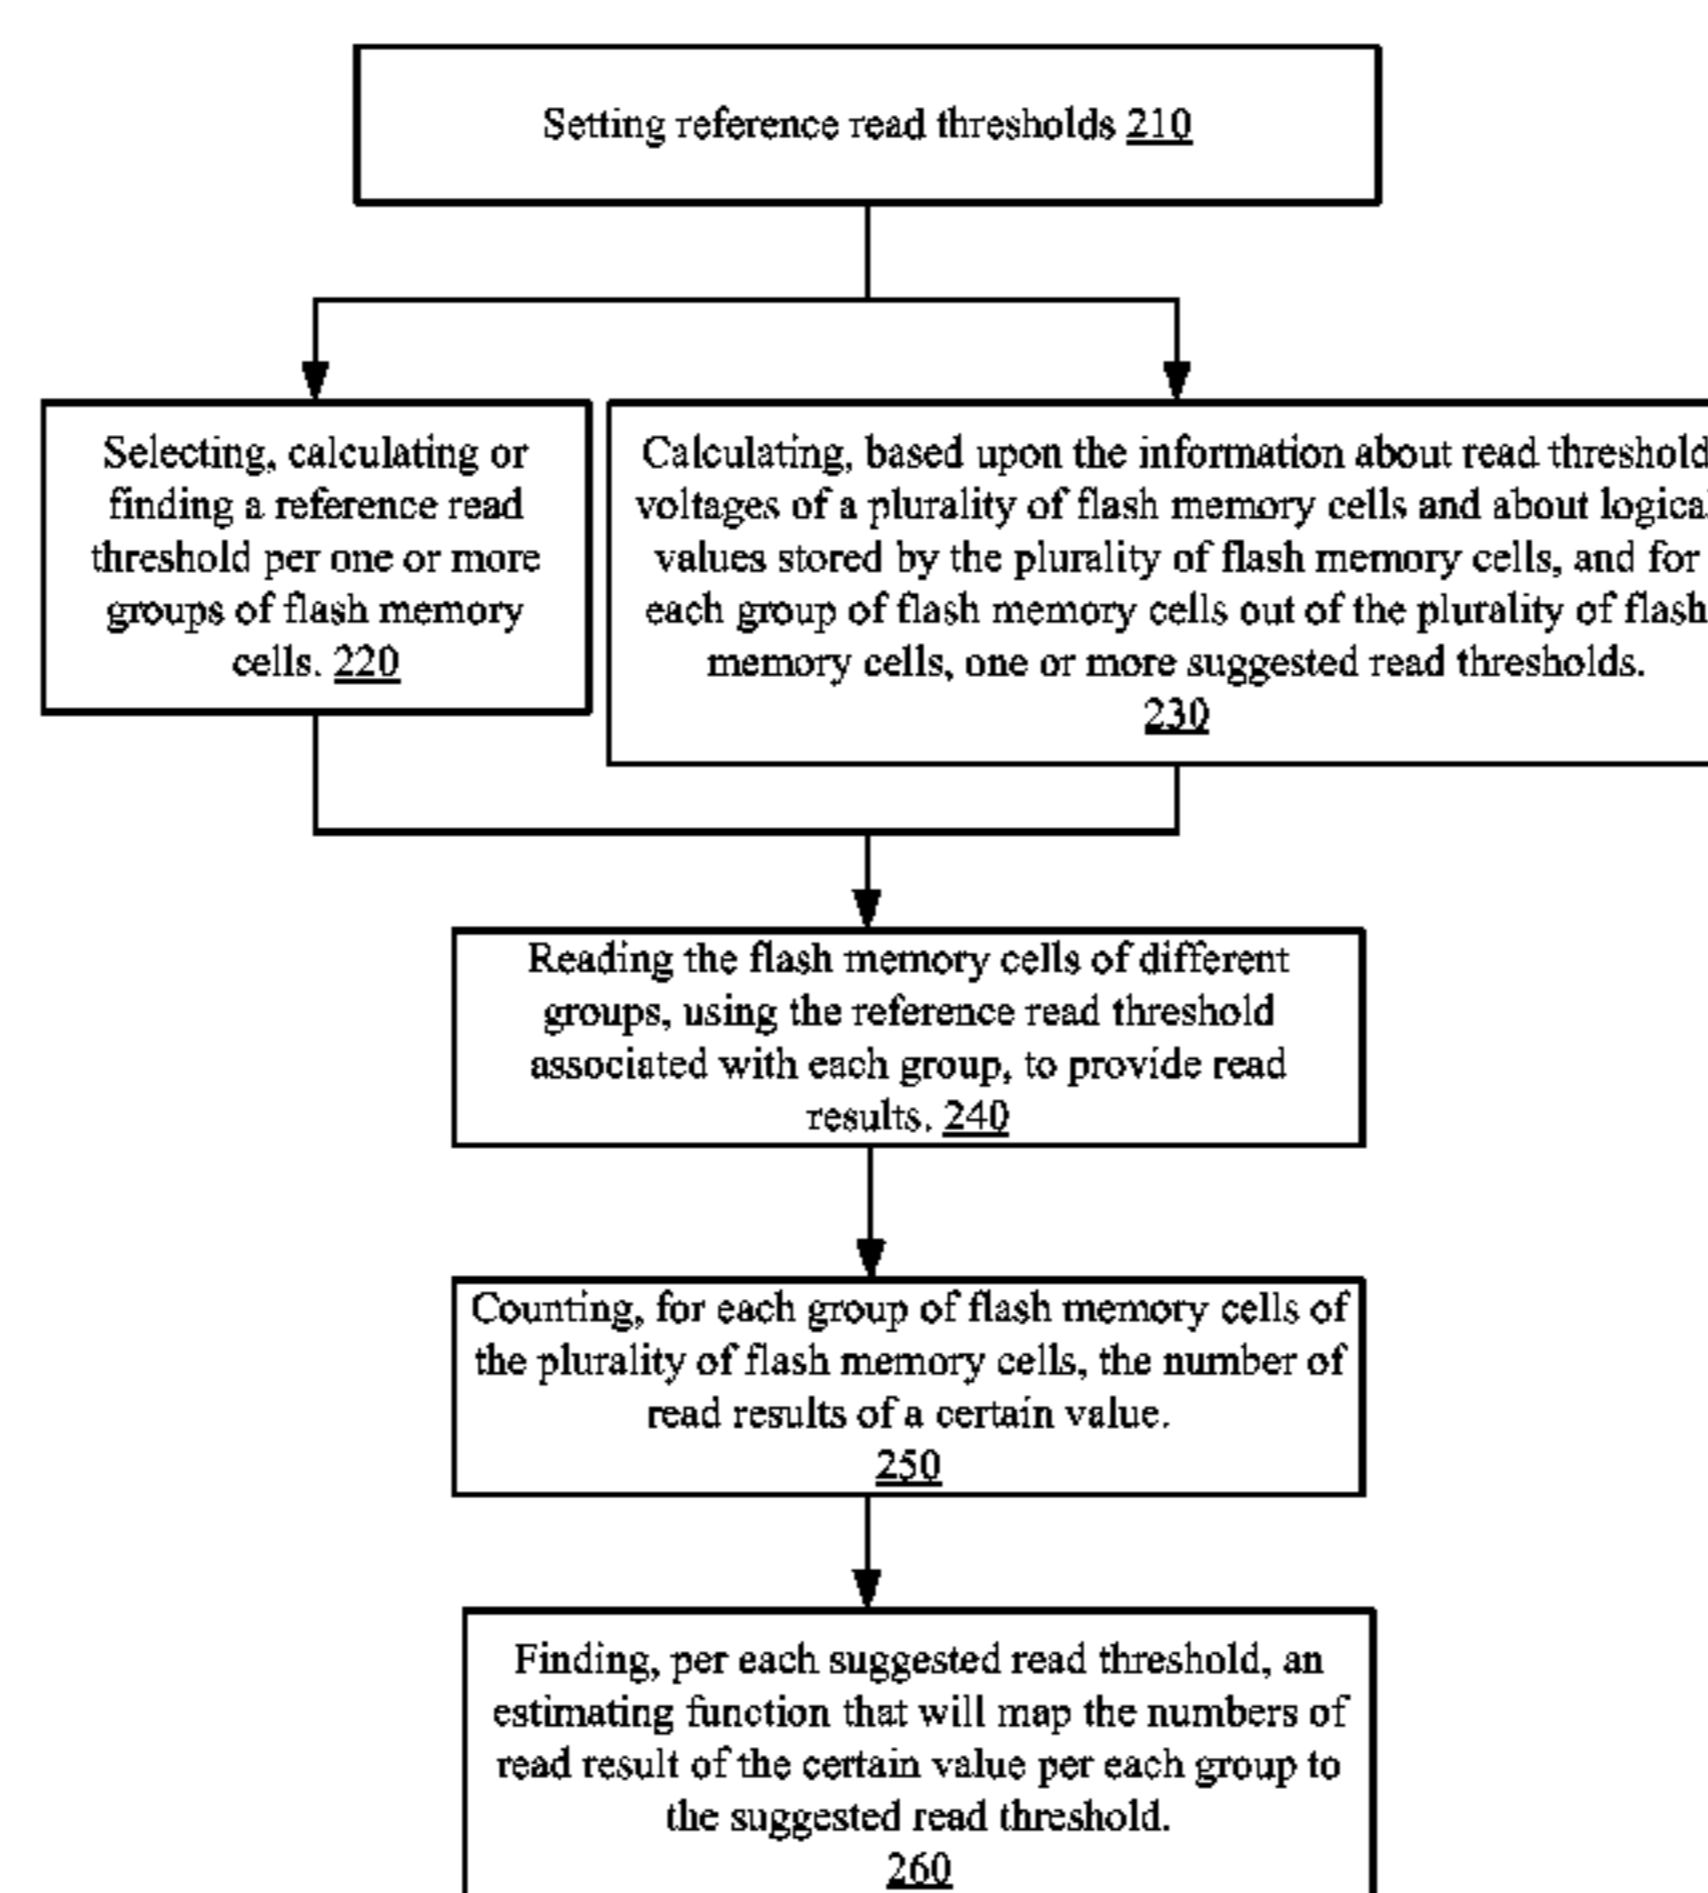 Setting reference read thresholds 210
Selecting, calculating or
finding a reference read
threshold per one or more
groups of flash memory
cells. 220
Calculating, based upon the information about read threshold
voltages of a plurality of flash memory cells and about logical
values stored by the plurality of flash memory cells, and for
each group of flash memory cells out of the plurality of flash
memory cells, one or more suggested read thresholds.
230
Reading the flash memory cells of different
groups, using the reference read threshold
associated with each group, to provide read
results. 240
Counting, for each group of flash memory cells of
the plurality of flash memory cells, the number of
read results of a certain value.
250
Finding, per each suggested read threshold, an
estimating function that will map the numbers of
read result of the certain value per each group to
the suggested read threshold.
260